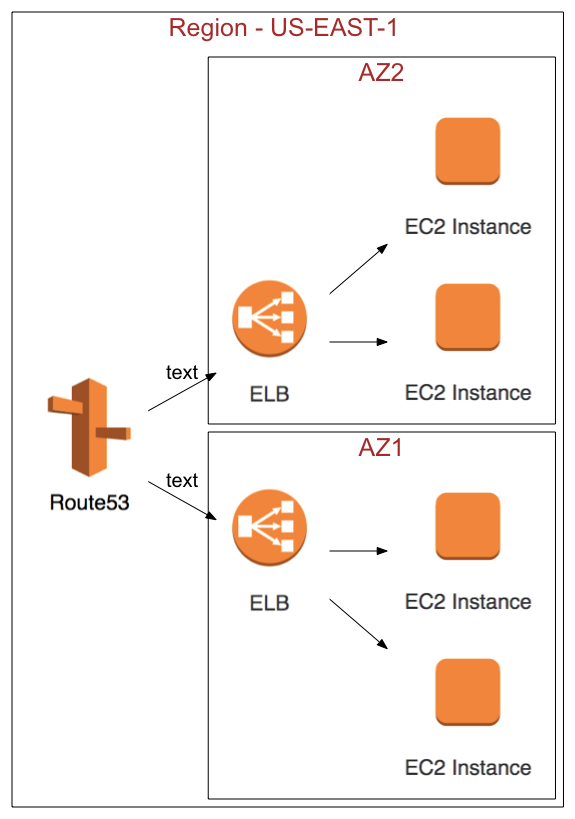 Region - US-EAST-1
AZ2
EC2 Instance
text
ELB
EC2 Instance
AZ1
text
Route53
ELB
EC2 Instance
EC2 Instance